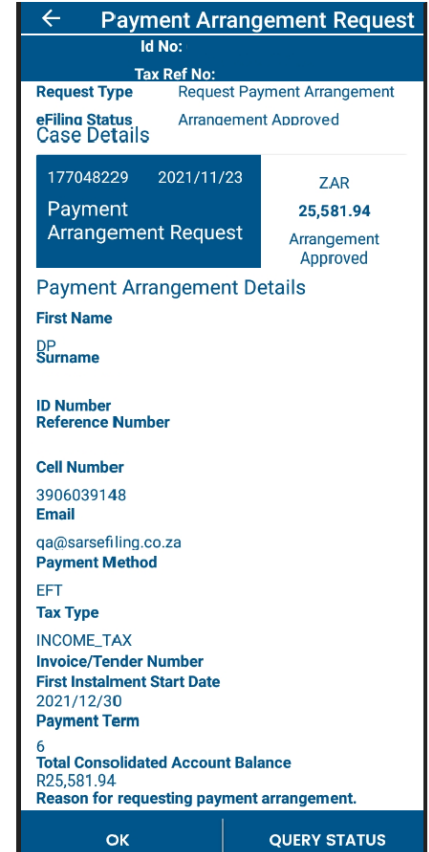 Payment Arrangement Request
Id No:
Tax Ref No:
Request Type Request Payment Arrangement
eFiling Status Arrangement Approved
Case Details
177048229 2021/11/23
Payment
Arrangement Request
ZAR
25,581.94
Arrangement
Approved
Payment Arrangement Details
First Name
DP
Surname
ID Number
Reference Number
Cell Number
3906039148
Email
qa@sarsefiling.co.za
Payment Method
EFT
Tax Type
INCOME_TAX
Invoice/Tender Number
First Instalment Start Date
2021/12/30
Payment Term
6
Total Consolidated Account Balance
R25,581.94
Reason for requesting payment arrangement.
OK QUERY STATUS